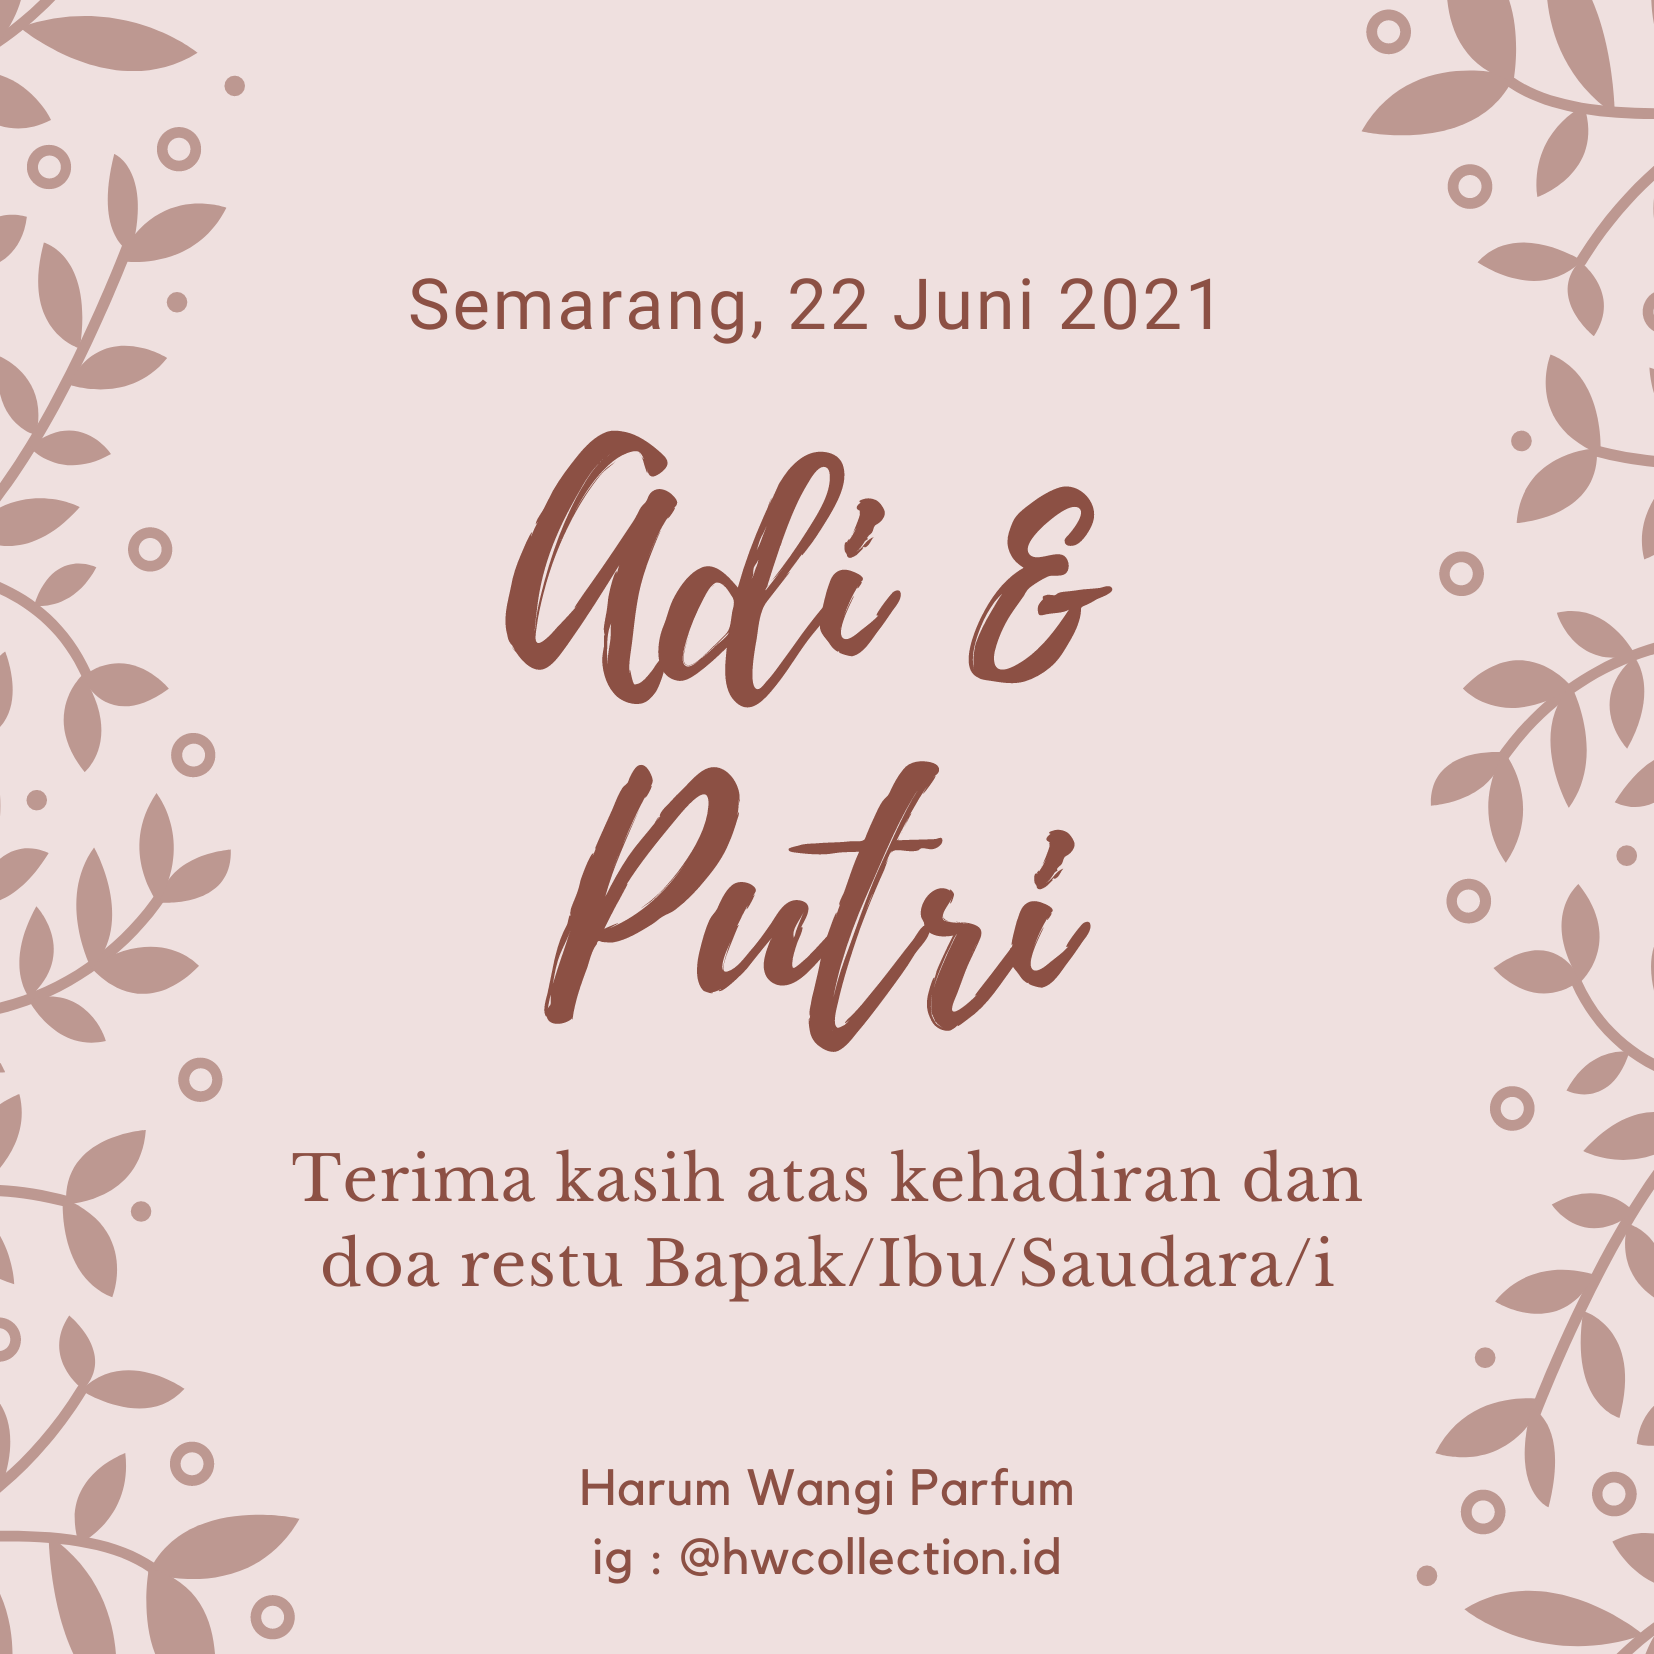 Semarang, 22 Juni 2021
Adi &
Putri
Terima kasih atas kehadiran dan
doa restu Bapak/Ibu/Saudara/i
Harum Wangi Parfum
ig : @hwcollection.id